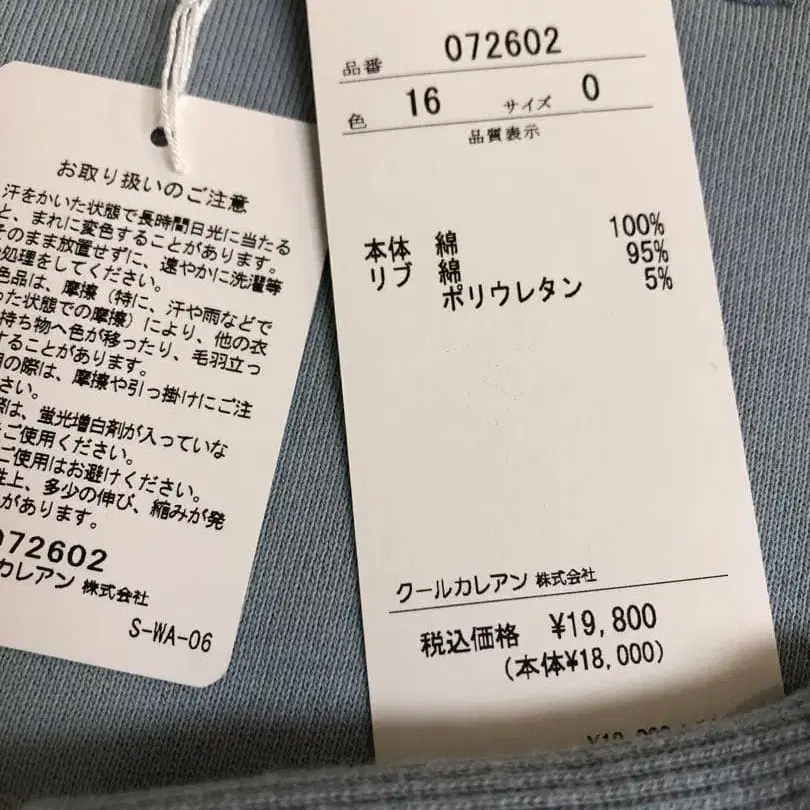 お取り扱いのご注意
汗をかいた状態で長時間日光に当たる
と、まれに変色することがあります。
そのまま放置せずに、速やかに洗濯等
処理をしてください。
色品は、摩擦（特に、汗や雨などで
った状態での摩擦）により、他の衣
持ち物へ色が移ったり、毛羽立っ
することがあります。
用の際は、摩擦や引っ掛けにご注
さい。
際は、蛍光増白剤が入っていな
をご使用ください。
ご使用はお避けください。
性上、多少の伸び、縮みが発
があります。
072602
カレアン 株式会社
S-WA-06
品番 072602
色 16 サイズ 0
品質表示
本体 綿 100%
リブ 綿 95%
ポリウレタン 5%
クールカレアン 株式会社
税込価格 ¥19,800
(本体¥18,000)